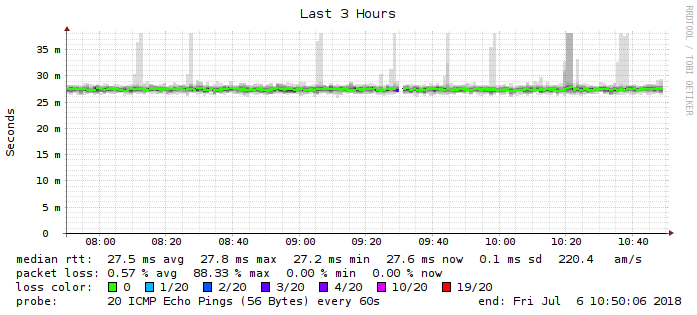 Last 3 Hours
RRDTOOL / TOBI OETIKER
Seconds
35 m
30 m
25 m
20 m
15 m
10 m
5 m
0
08:00 08:20 08:40 09:00 09:20 09:40 10:00 10:20 10:40
median rtt: 27.5 ms avg 27.8 ms max 27.2 ms min 27.6 ms now 0.1 ms sd 220.4 am/s
packet loss: 0.57 % avg 88.33 % max 0.00 % min 0.00 % now
loss color: 0 1/20 2/20 3/20 4/20 10/20 19/20
probe: 20 ICMP Echo Pings (56 Bytes) every 60s end: Fri Jul 6 10:50:06 2018